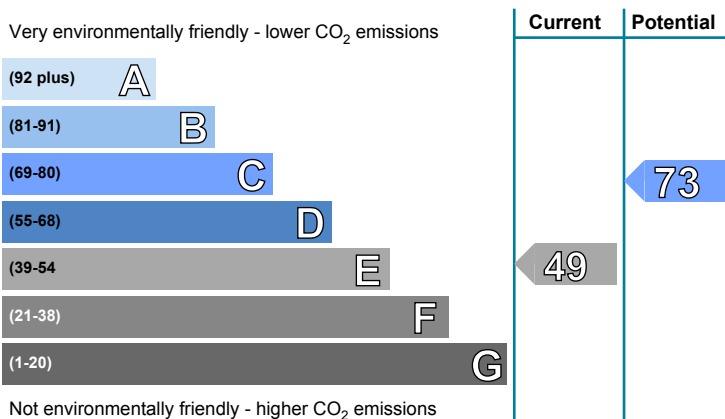 Very environmentally friendly - lower CO2 emissions
Current
Potential
(92 plus) A
(81-91) B
(69-80) C
73
(55-68) D
(39-54 E
49
(21-38) F
(1-20) G
Not environmentally friendly - higher CO2 emissions